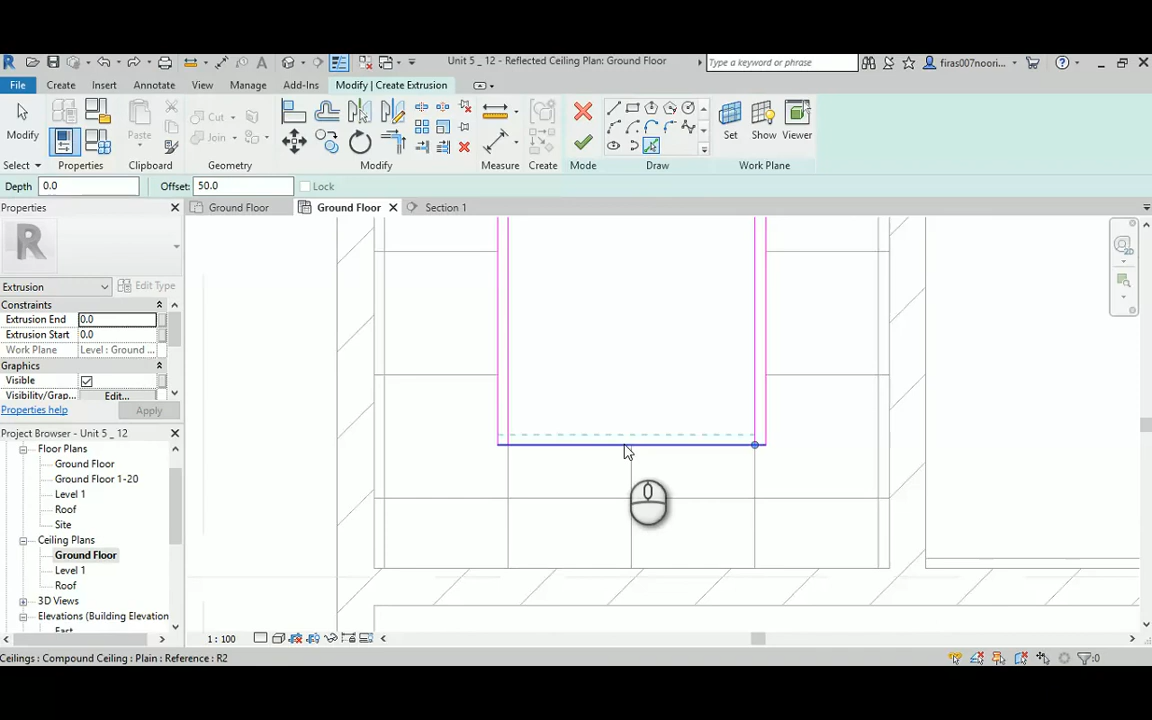 Unit 5 _ 12 - Reflected Ceiling Plan: Ground Floor
Type a keyword or phrase
firas007noori...
File Create Insert Annotate View Manage Add-Ins Modify | Create Extrusion
Modify
Paste
Cut
Join
Set Show Viewer
Select Properties Clipboard Geometry Modify Measure Create Mode Draw Work Plane
Depth 0.0 Offset: 50.0 Lock
Properties
Ground Floor Ground Floor Section 1
R
Extrusion Edit Type
Constraints
Extrusion End 0.0
Extrusion Start 0.0
Work Plane Level : Ground ...
Graphics
Visible
Visibility/Grap... Edit...
Properties help Apply
Project Browser - Unit 5 _ 12
Floor Plans
Ground Floor
Ground Floor 1-20
Level 1
Roof
Site
Ceiling Plans
Ground Floor
Level 1
Roof
3D Views
Elevations (Building Elevation
East
1 : 100
Ceilings : Compound Ceiling : Plain : Reference : R2
:0